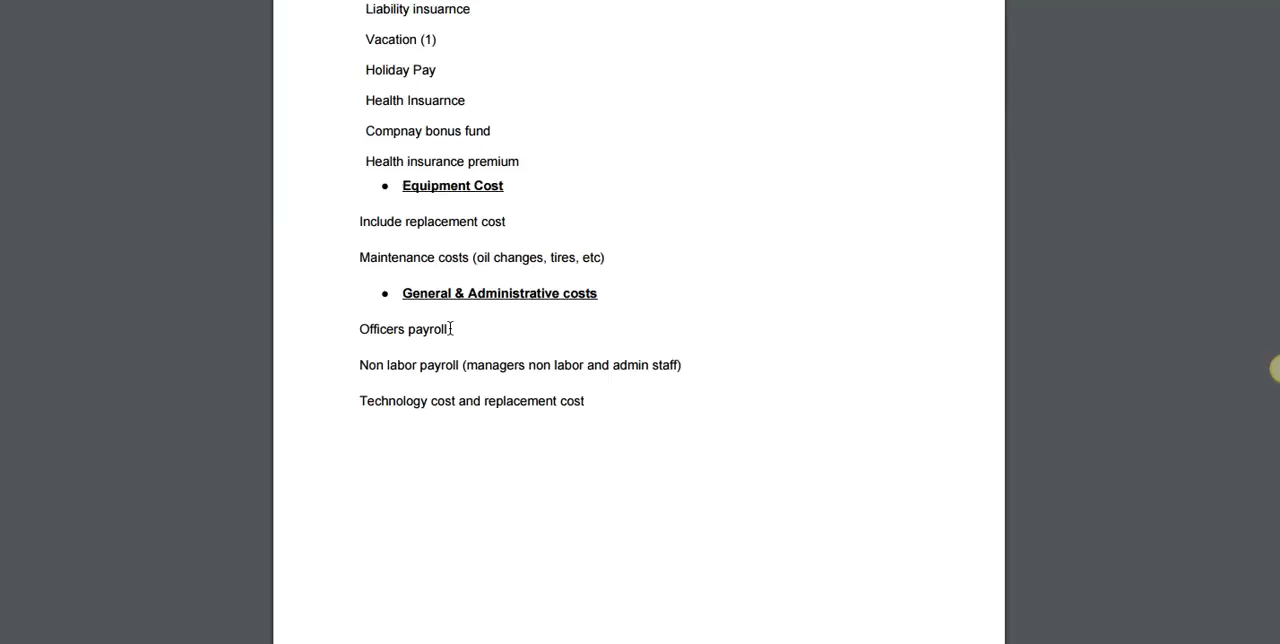 Liability insuarnce
Vacation (1)
Holiday Pay
Health Insuarnce
Compnay bonus fund
Health insurance premium
● Equipment Cost
Include replacement cost
Maintenance costs (oil changes, tires, etc)
● General & Administrative costs
Officers payroll
Non labor payroll (managers non labor and admin staff)
Technology cost and replacement cost